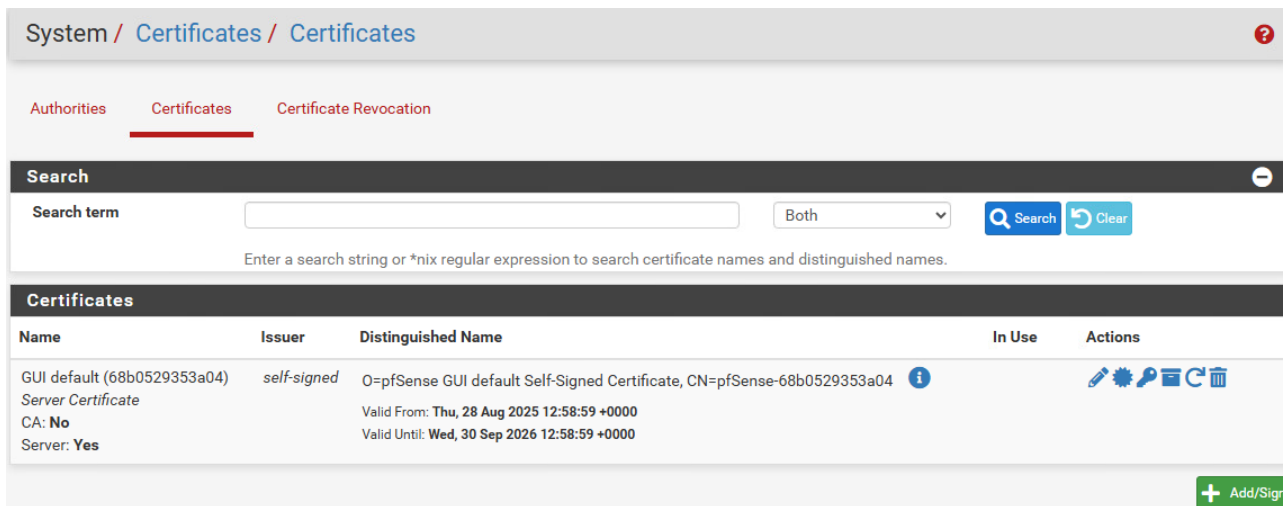 System / Certificates / Certificates
Authorities Certificates Certificate Revocation
Search
Search term Both Search Clear
Enter a search string or *nix regular expression to search certificate names and distinguished names.
Certificates
Name Issuer Distinguished Name In Use Actions
GUI default (68b0529353a04) self-signed O=pfSense GUI default Self-Signed Certificate, CN=pfSense-68b0529353a04
Server Certificate
Valid From: Thu, 28 Aug 2025 12:58:59 +0000
CA: No
Valid Until: Wed, 30 Sep 2026 12:58:59 +0000
Server: Yes
Add/Sign